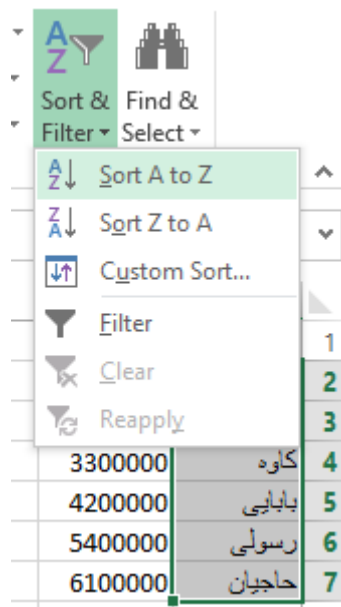 Sort & Filter
Find & Select
Sort A to Z
Sort Z to A
Custom Sort...
Filter
Clear
Reapply
1
2
3
3300000 کاوه 4
4200000 بابایی 5
5400000 رسولی 6
6100000 حاجیان 7